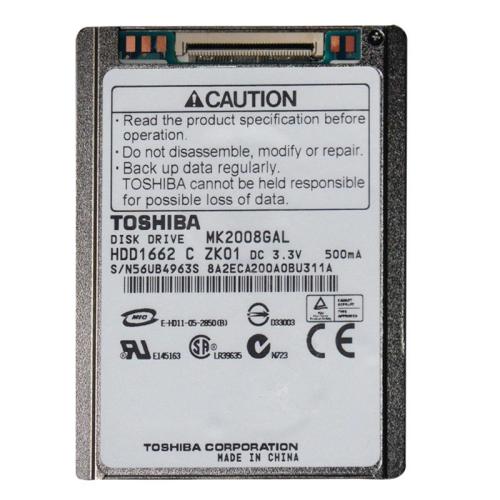 ⚠CAUTION
· Read the product specification before
operation.
· Do not disassemble, modify or repair.
· Back up data regularly.
TOSHIBA cannot be held responsible
for possible loss of data.
TOSHIBA
DISK DRIVE MK2008GAL
HDD1662 C ZK01 DC 3.3V 500mA
S/N56UB4963S 8A2ECA200A0BU311A
MIC E-HD11-05-2850(B) D33003
E145163 LR39635 N723
TOSHIBA CORPORATION
MADE IN CHINA